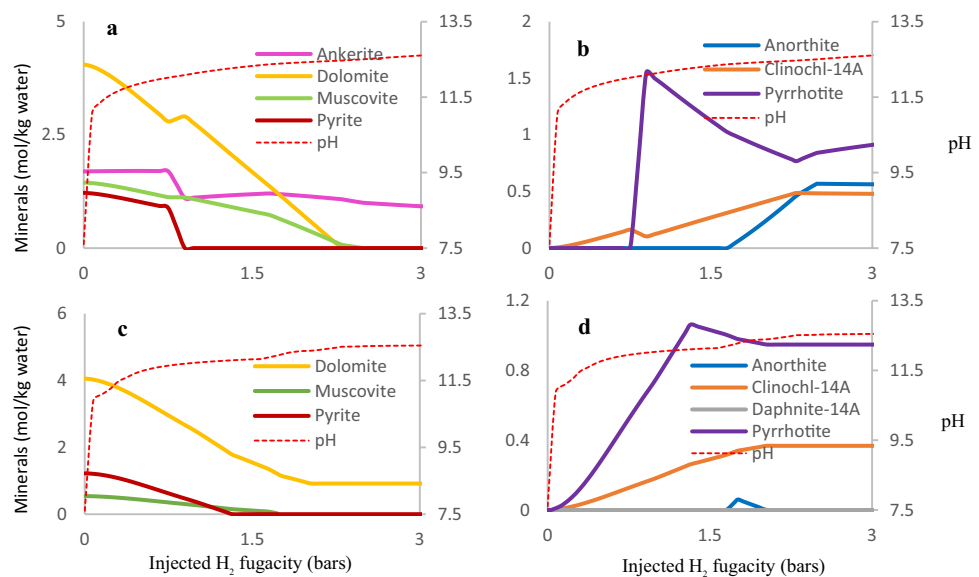 a
5
2.5
0
0
1.5
3
13.5
11.5
9.5
7.5
Ankerite
Dolomite
Muscovite
Pyrite
pH
Minerals (mol/kg water)
b
2
1.5
1
0.5
0
0
1.5
3
13.5
11.5
9.5
7.5
Anorthite
Clinochl-14A
Pyrrhotite
pH
pH
c
6
4
2
0
0
1.5
3
13.5
11.5
9.5
7.5
Dolomite
Muscovite
Pyrite
pH
Minerals (mol/kg water)
Injected H₂ fugacity (bars)
d
1.2
0.8
0.4
0
0
1.5
3
13.5
11.5
9.5
7.5
Anorthite
Clinochl-14A
Daphnite-14A
Pyrrhotite
pH
pH
Injected H₂ fugacity (bars)